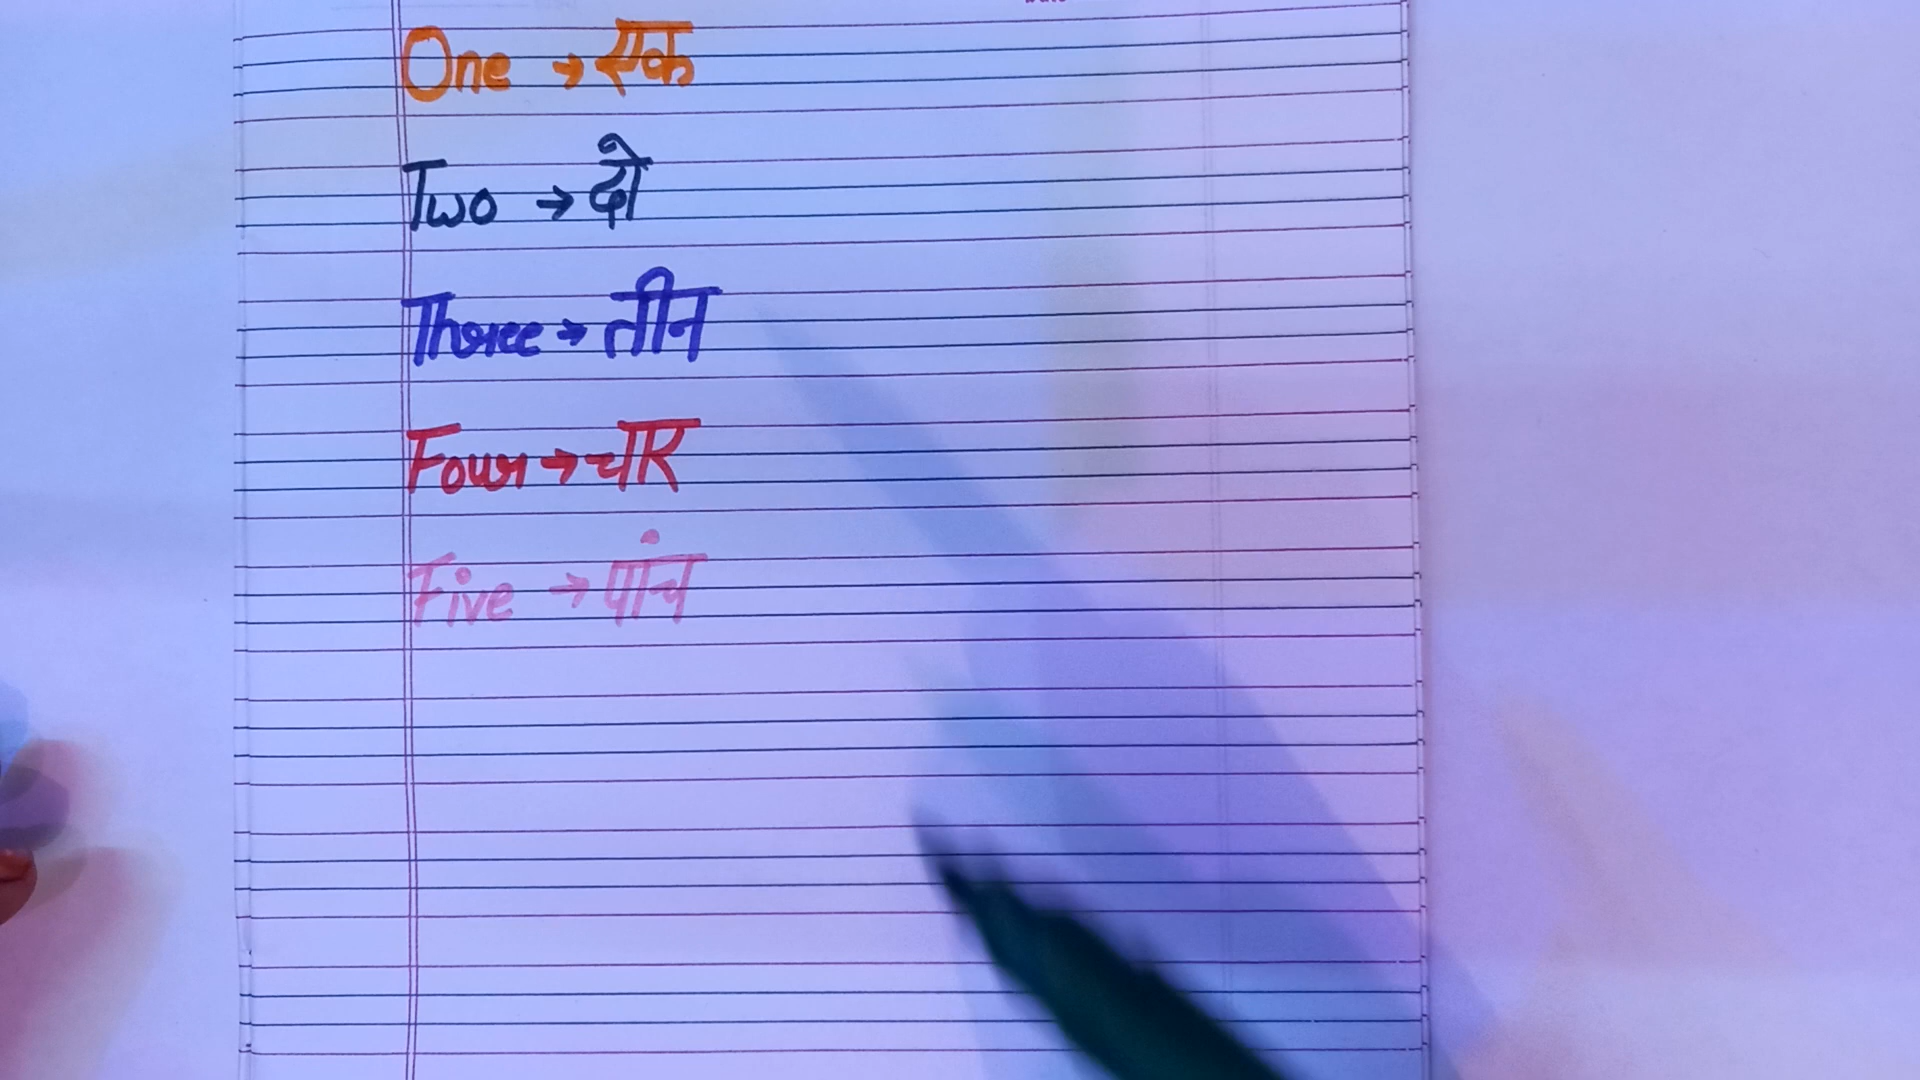 One → एक
Two → दो
Three → तीन
Four → चार
Five → पांच